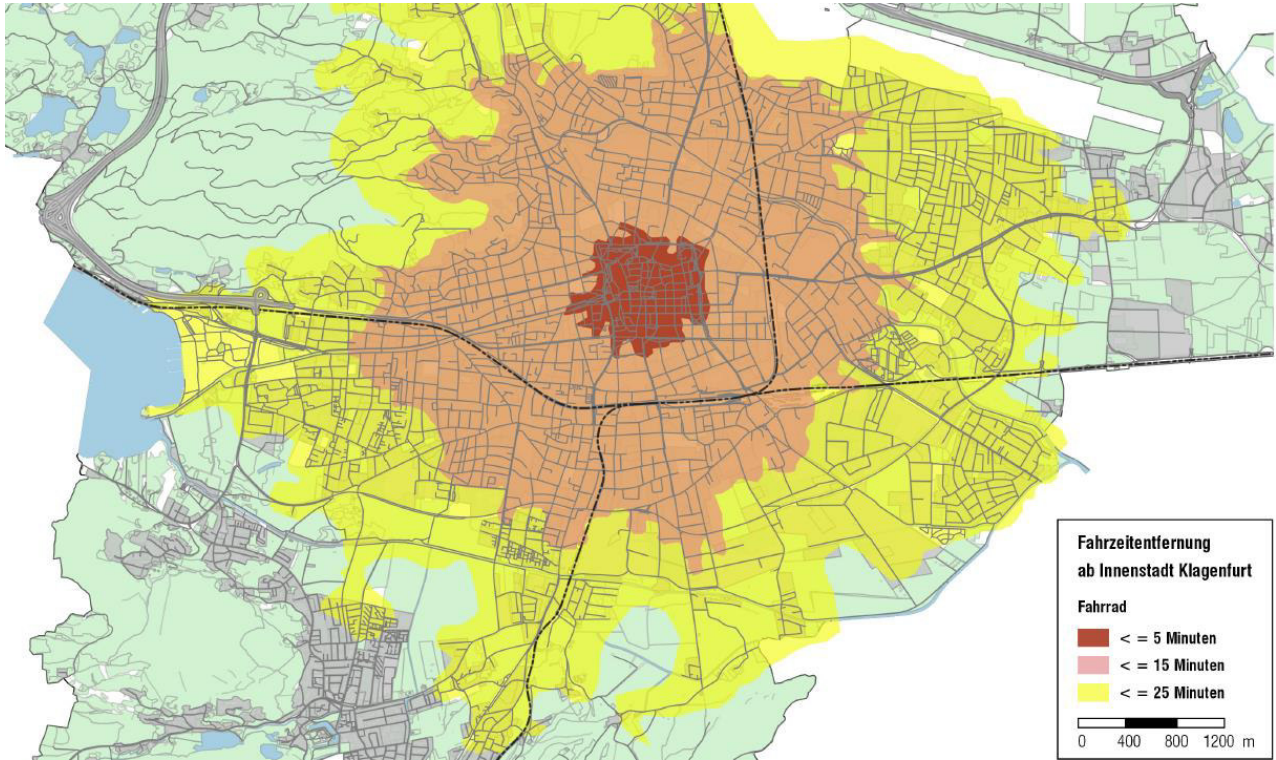 Fahrzeitentfernung
ab Innenstadt Klagenfurt
Fahrrad
< = 5 Minuten
< = 15 Minuten
< = 25 Minuten
0 400 800 1200 m